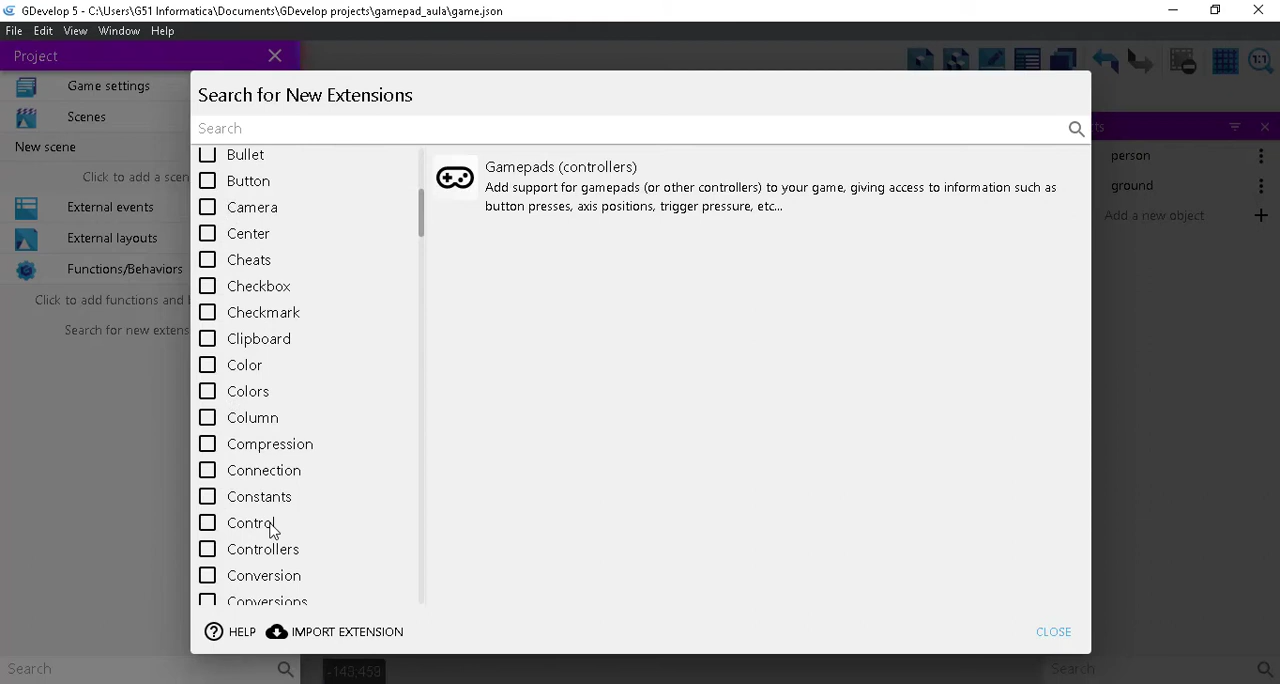 GDevelop 5 - C:\Users\G51 Informatica\Documents\GDevelop projects\gamepad_aula\game.json
File Edit View Window Help
Project
Game settings
Scenes
New scene
Click to add a scen
External events
External layouts
Functions/Behaviors
Click to add functions and b
Search for new extens
Search
Search for New Extensions
Search
Bullet
Button
Camera
Center
Cheats
Checkbox
Checkmark
Clipboard
Color
Colors
Column
Compression
Connection
Constants
Control
Controllers
Conversion
Conversions
Gamepads (controllers)
Add support for gamepads (or other controllers) to your game, giving access to information such as
button presses, axis positions, trigger pressure, etc...
HELP IMPORT EXTENSION
CLOSE
1:1
ts
person
ground
Add a new object
-143;459
Search